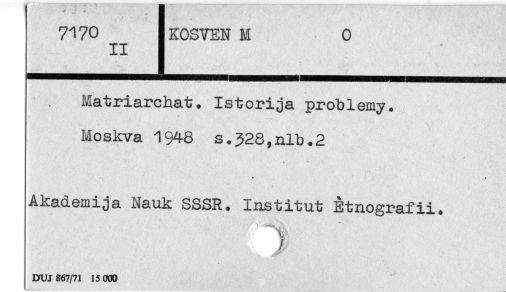 7170 II KOSVEN M O
Matriarchat. Istorija problemy.
Moskva 1948 s.328,nlb.2
Akademija Nauk SSSR. Institut Ètnografii.
DUJ 867/71 15 000